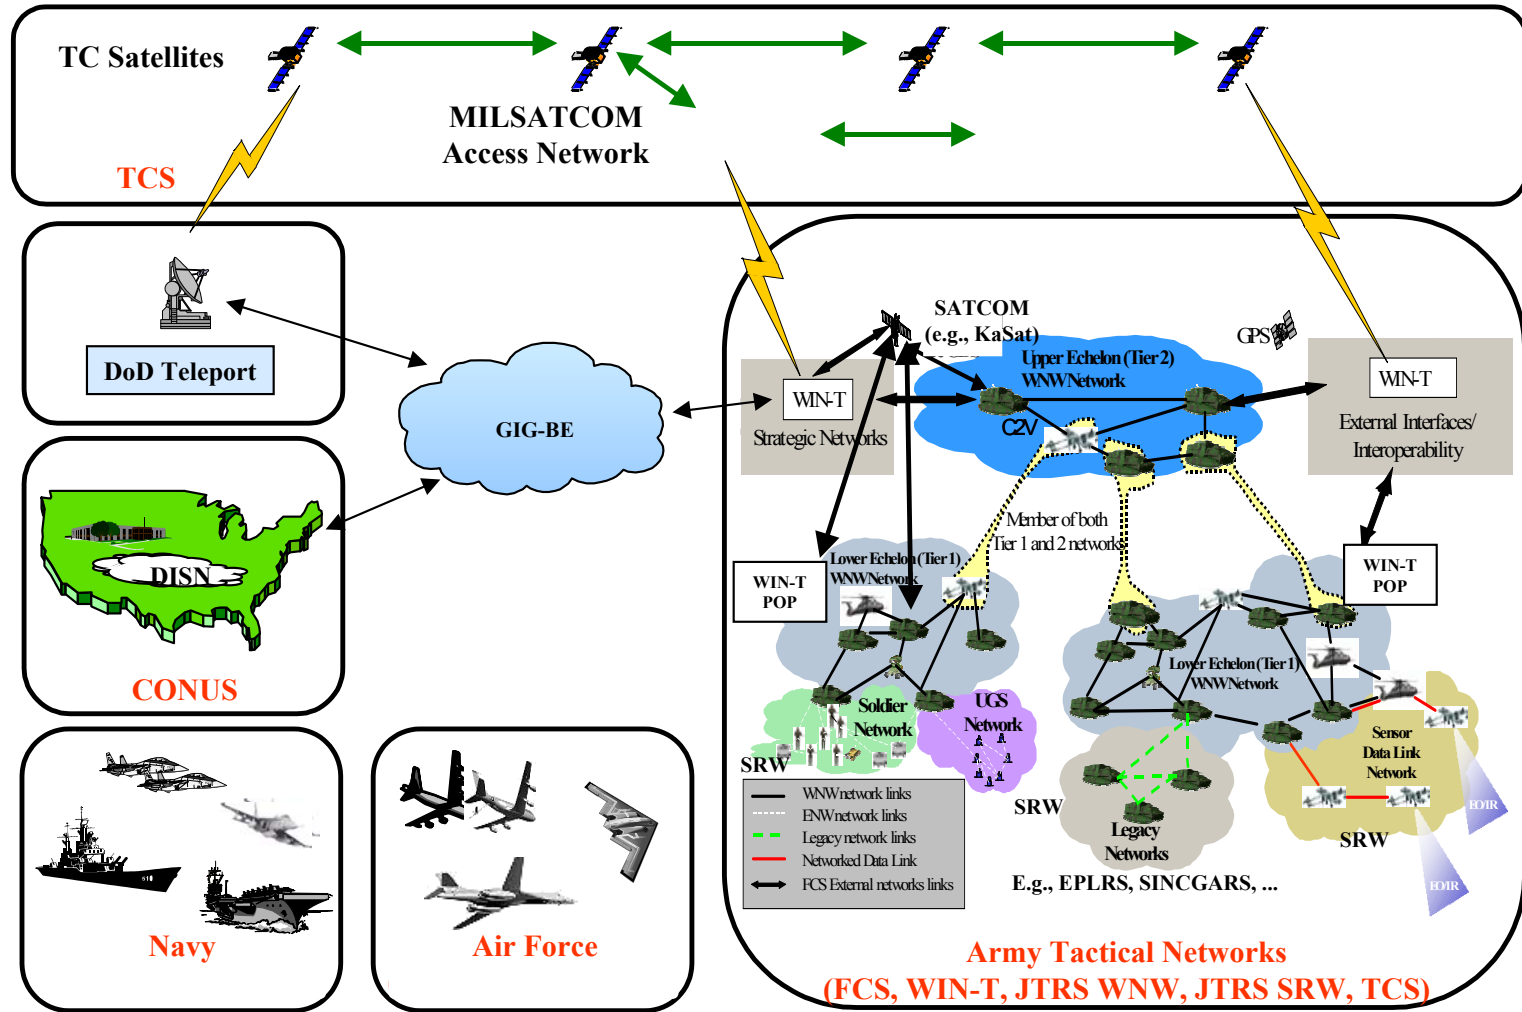 TC Satellites
MILSATCOM
Access Network
TCS
DoD Teleport
GIG-BE
DISN
CONUS
Navy
Air Force
SATCOM
(e.g., KaSat)
GPS
Upper Echelon (Tier 2)
WNW Network
WIN-T
Strategic Networks
C2V
WIN-T
External Interfaces/
Interoperability
Member of both
Tier 1 and 2 networks
Lower Echelon (Tier 1)
WNW Network
WIN-T
POP
WIN-T
POP
Lower Echelon (Tier 1)
WNW Network
Soldier
Network
UGS
Network
SRW
Sensor
Data Link
Network
SRW
SRW
Legacy
Networks
EO/IR
EO/IR
WNW network links
ENW network links
Legacy network links
Networked Data Link
FCS External networks links
E.g., EPLRS, SINCGARS, ...
Army Tactical Networks
(FCS, WIN-T, JTRS WNW, JTRS SRW, TCS)